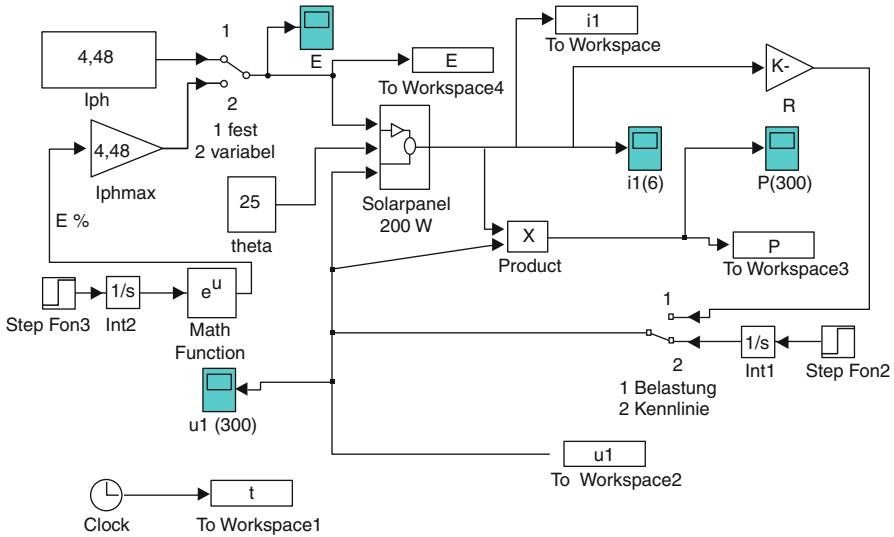 i1
To Workspace
1
4,48
Iph
E
E
To Workspace4
K-
R
2
1 fest
2 variabel
4,48
Iphmax
E %
25
theta
Solarpanel
200 W
i1(6)
P(300)
X
Product
P
To Workspace3
Step Fon3
1/s
Int2
e^u
Math
Function
1
2
1 Belastung
2 Kennlinie
1/s
Int1
Step Fon2
u1 (300)
u1
To Workspace2
Clock
t
To Workspace1